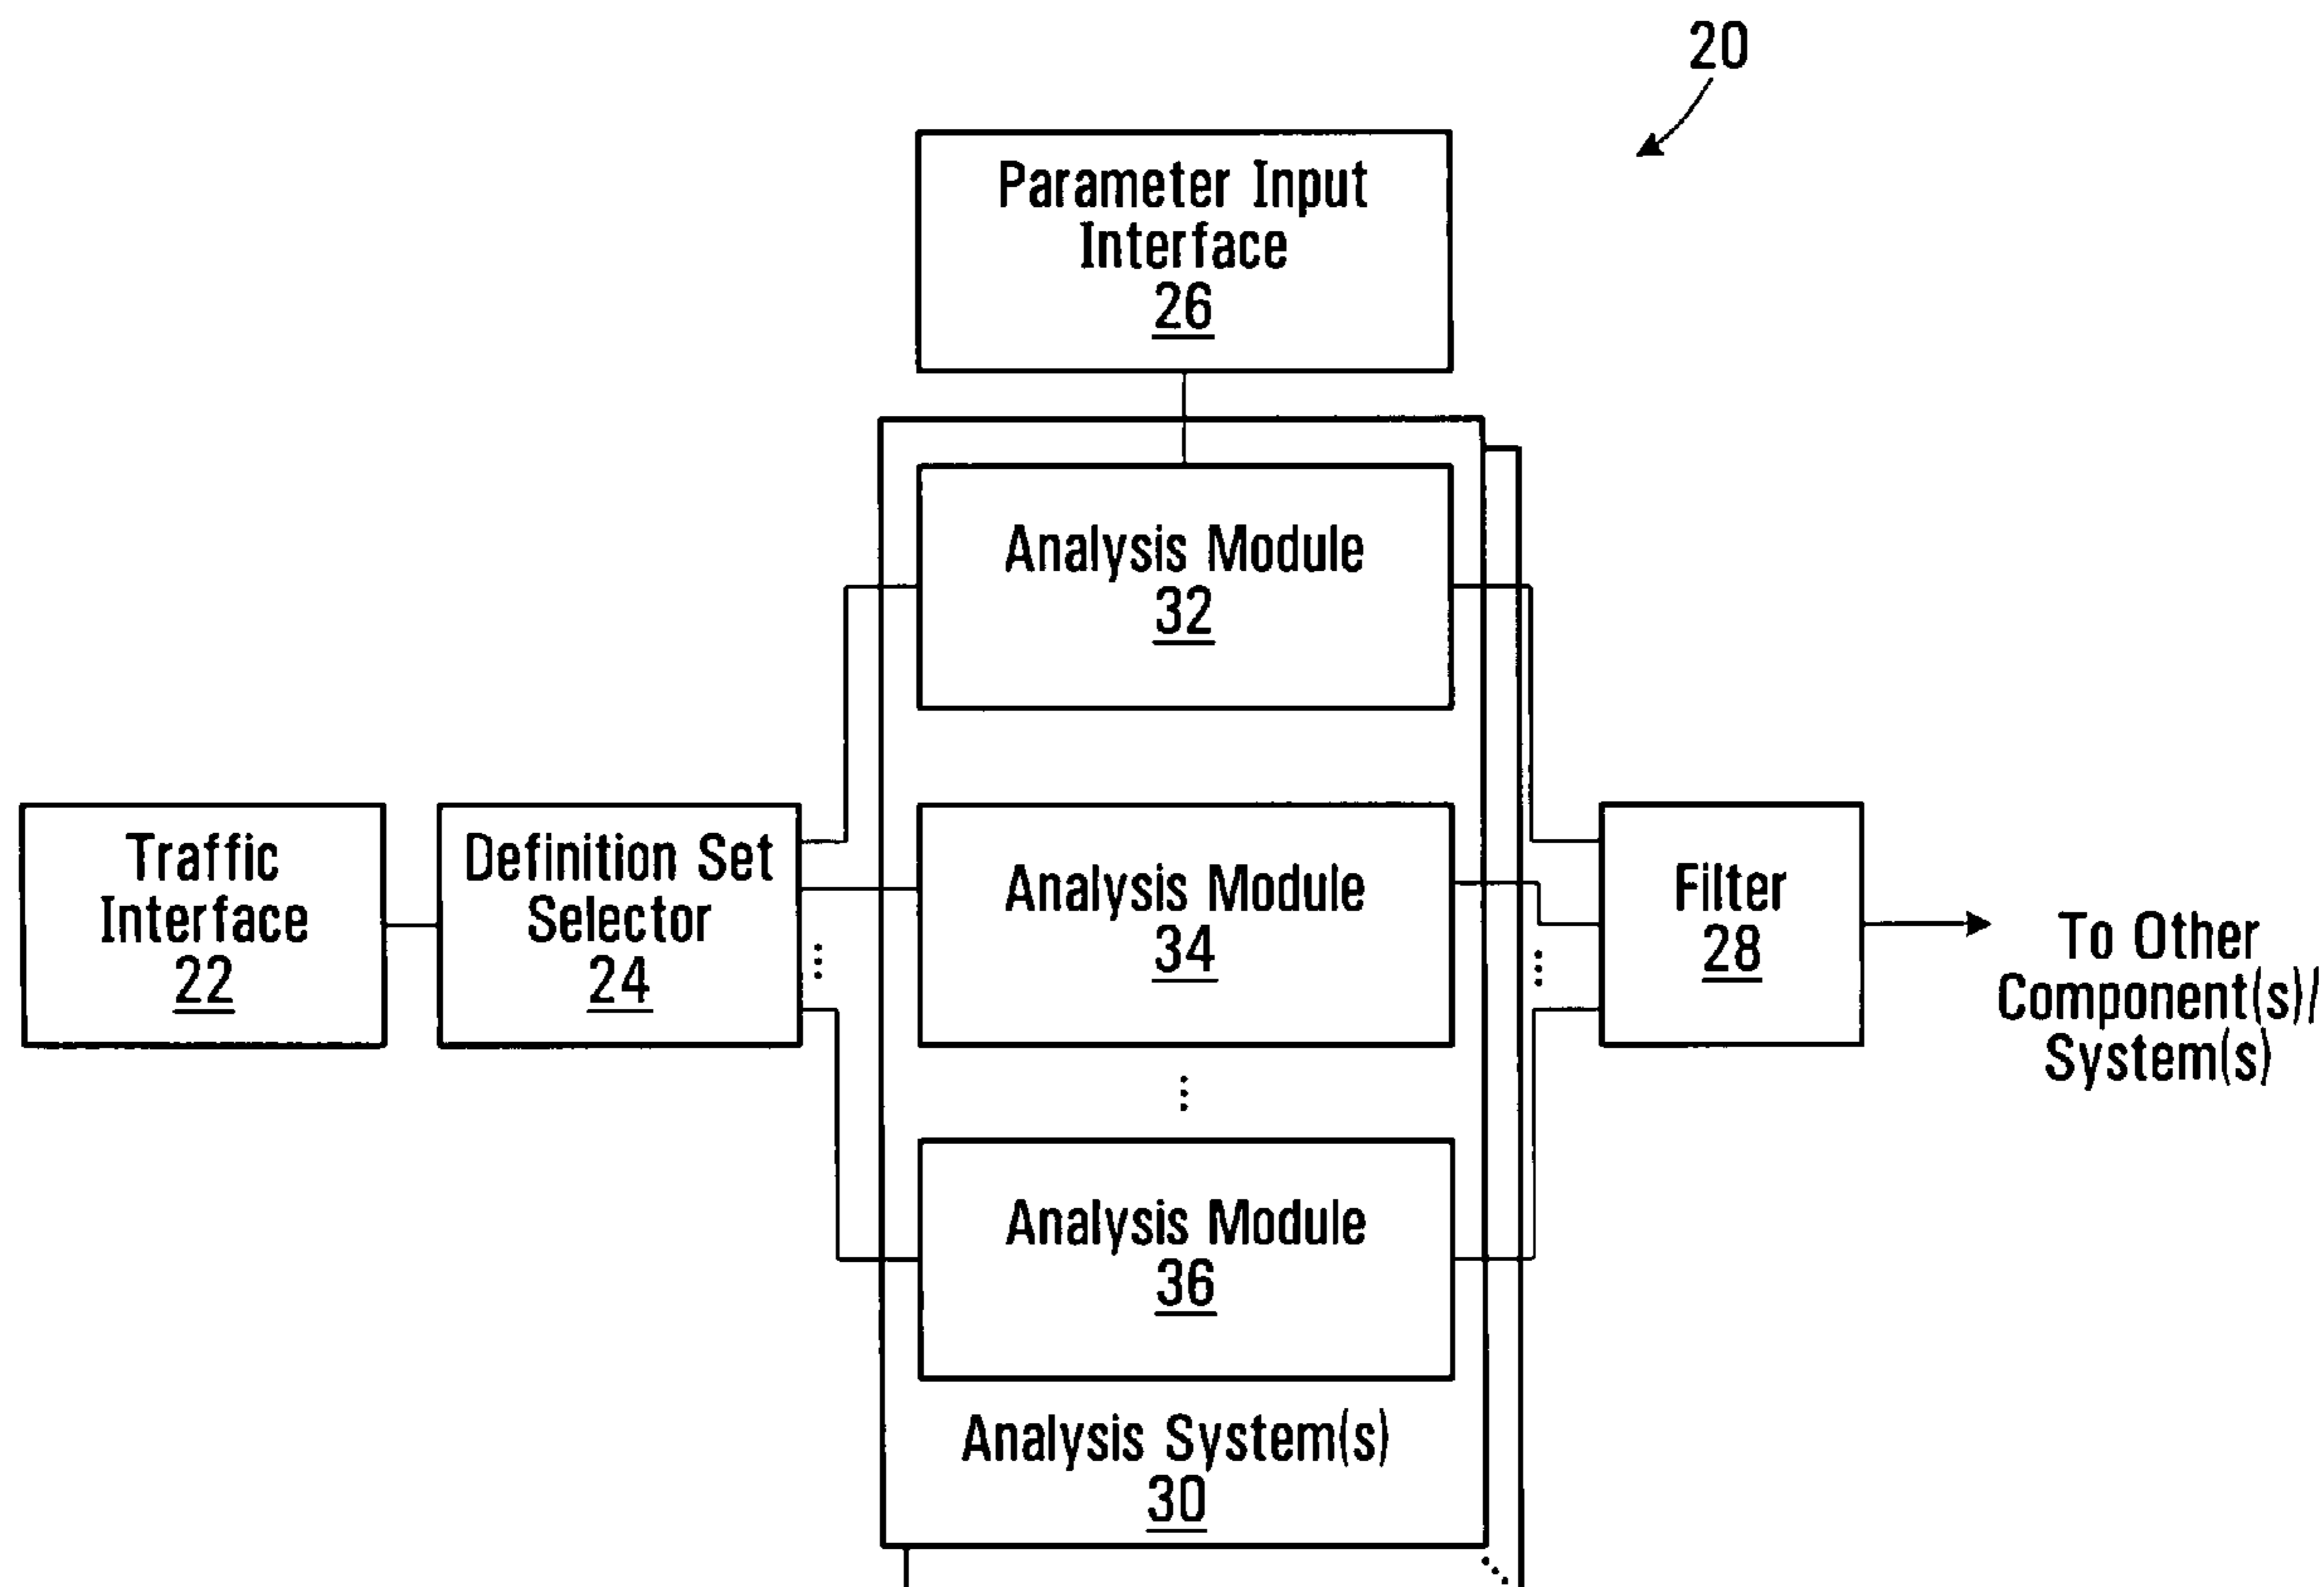 20
Parameter Input
Interface
26
Analysis Module
32
Traffic
Interface
22
Definition Set
Selector
24
Analysis Module
34
Filter
28
To Other
Component(s)/
System(s)
Analysis Module
36
Analysis System(s)
30